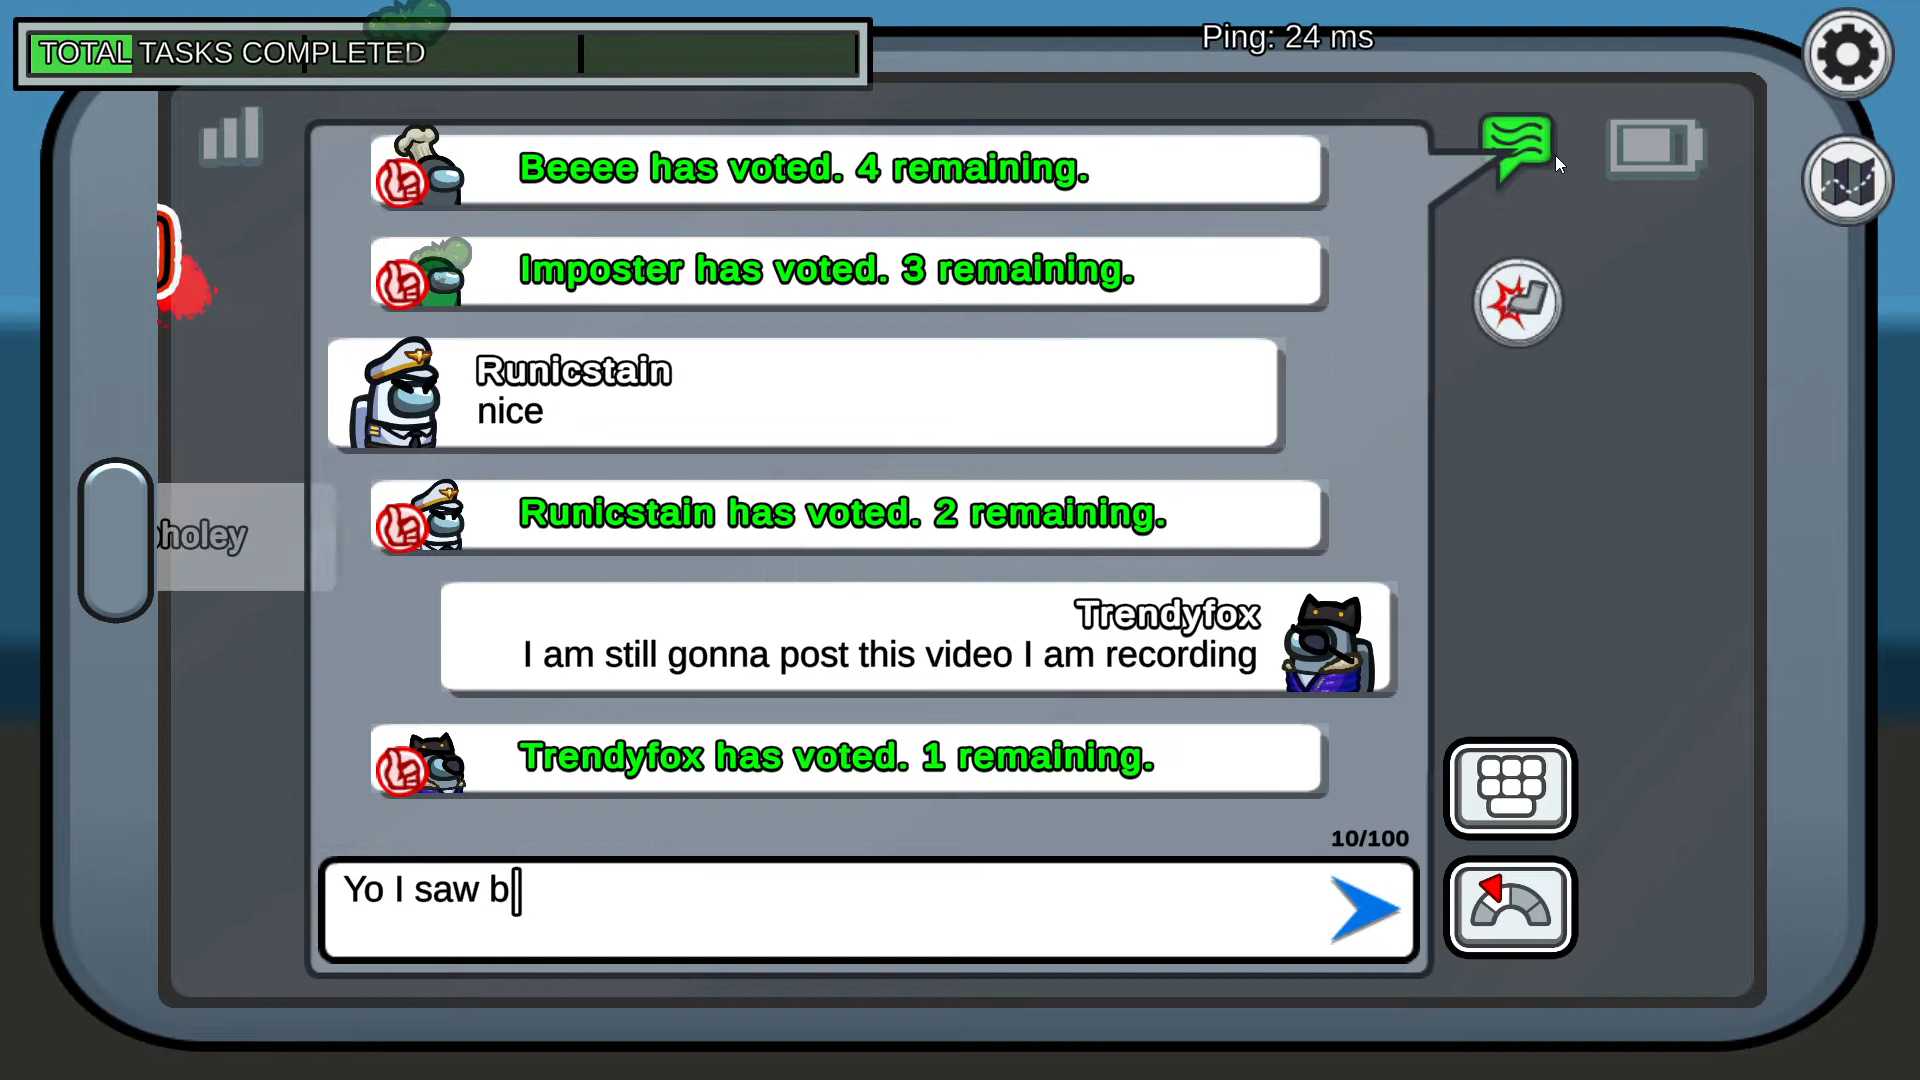 TOTAL TASKS COMPLETED
Ping: 24 ms
Beeee has voted. 4 remaining.
Imposter has voted. 3 remaining.
Runicstain
nice
Runicstain has voted. 2 remaining.
holey
Trendyfox
I am still gonna post this video I am recording
Trendyfox has voted. 1 remaining.
10/100
Yo I saw b